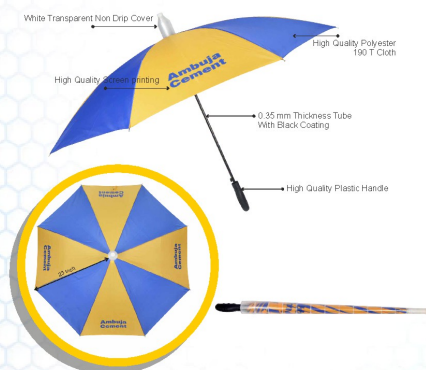 White Transparent Non Drip Cover
High Quality Polyester
190 T Cloth
High Quality Screen printing
Ambuja
Cement
0.35 mm Thickness Tube
With Black Coating
High Quality Plastic Handle
Ambuja
Cement
Ambuja
Cement
Ambuja
Cement
23 inch
Ambuja
Cement